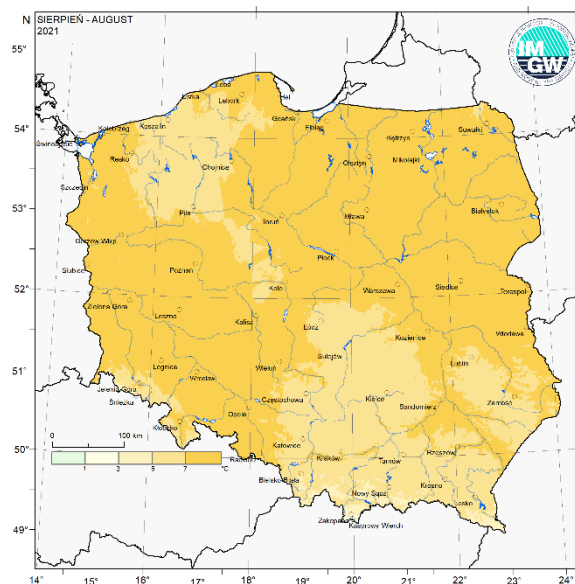 N SIERPIEŃ - AUGUST
2021
IMGW
55°
54°
53°
52°
51°
50°
49°
14°
15°
16°
17°
18°
19°
20°
21°
22°
23°
24°
Łeba
Ustka
Lębork
Hel
Gdańsk
Elbląg
Koszalin
Kołobrzeg
Świnoujście
Resko
Szczecin
Chojnice
Piła
Kętrzyn
Mikołajki
Olsztyn
Suwałki
Białystok
Mława
Toruń
Gorzów Wlkp.
Słubice
Poznań
Koło
Płock
Warszawa
Siedlce
Terespol
Zielona Góra
Leszno
Kalisz
Łódź
Sulejów
Kozienice
Włodawa
Lublin
Legnica
Wrocław
Wieluń
Jelenia Góra
Śnieżka
Kłodzko
Opole
Częstochowa
Kielce
Sandomierz
Zamość
Katowice
Racibórz
Kraków
Tarnów
Rzeszów
Bielsko-Biała
Nowy Sącz
Krosno
Lesko
Zakopane
Kasprowy Wierch
0 100 km
1 3 5 7 °C